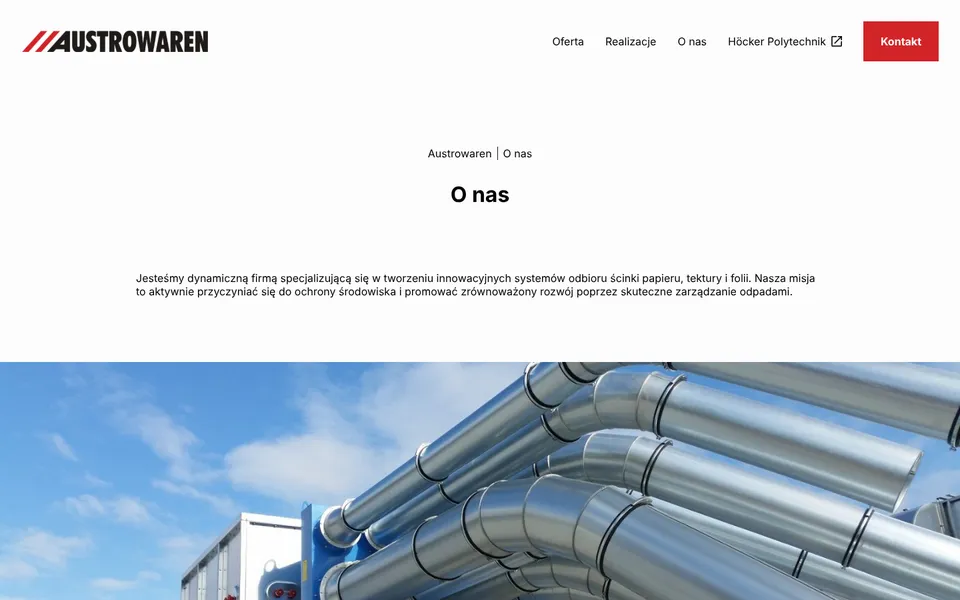 AUSTROWAREN
Oferta
Realizacje
O nas
Höcker Polytechnik
Kontakt
Austrowaren | O nas
O nas
Jesteśmy dynamiczną firmą specjalizującą się w tworzeniu innowacyjnych systemów odbioru ścinki papieru, tektury i folii. Nasza misja
to aktywnie przyczyniać się do ochrony środowiska i promować zrównoważony rozwój poprzez skuteczne zarządzanie odpadami.